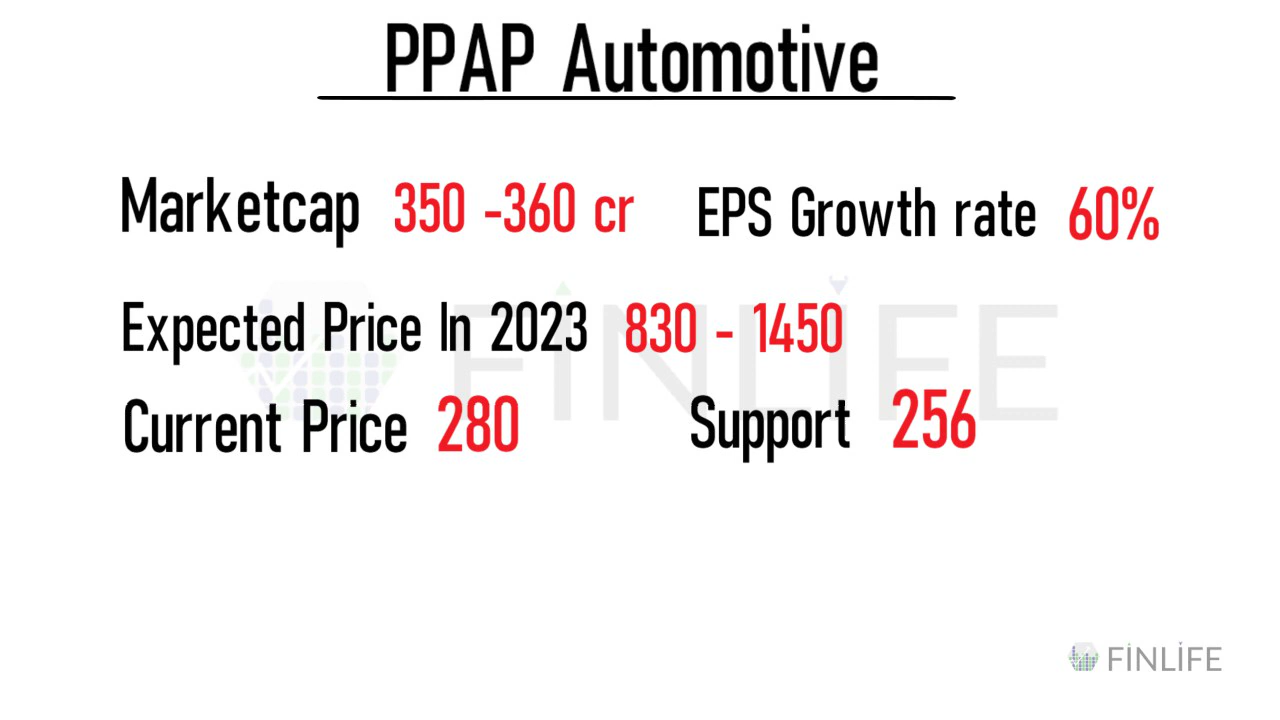 PPAP Automotive
Marketcap 350 -360 cr EPS Growth rate 60%
Expected Price In 2023 830 - 1450
Current Price 280 Support 256
FINLIFE
FINLIFE